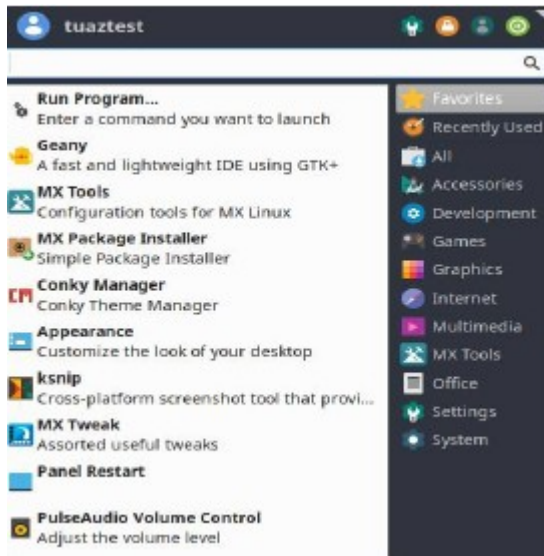 tuaztest
Run Program...
Enter a command you want to launch
Geany
A fast and lightweight IDE using GTK+
MX Tools
Configuration tools for MX Linux
MX Package Installer
Simple Package Installer
Conky Manager
Conky Theme Manager
Appearance
Customize the look of your desktop
ksnip
Cross-platform screenshot tool that provi...
MX Tweak
Assorted useful tweaks
Panel Restart
PulseAudio Volume Control
Adjust the volume level
Favorites
Recently Used
All
Accessories
Development
Games
Graphics
Internet
Multimedia
MX Tools
Office
Settings
System